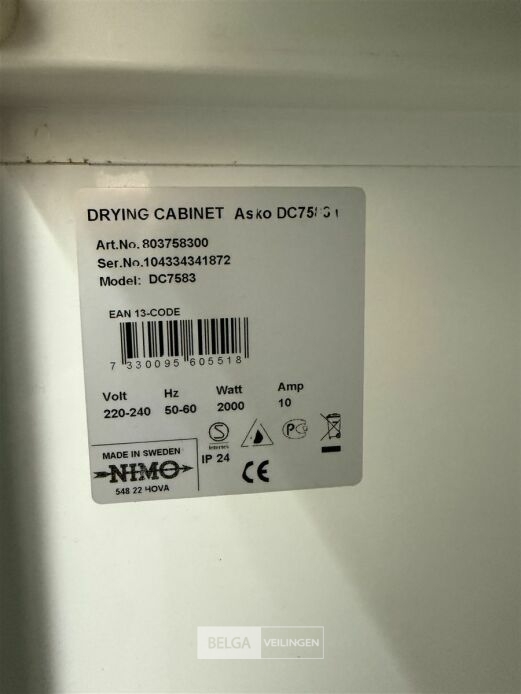 DRYING CABINET Asko
Art.No. 803758300
Ser.No.104334341872
Model: DC7583
EAN 13-CODE
7 330095 605518
Volt Hz Watt Amp
220-240 50-60 2000 10
Intertek
PC
MADE IN SWEDEN
NIMO
548 22 HOVA
IP 24
CE
BELGA VEILINGEN